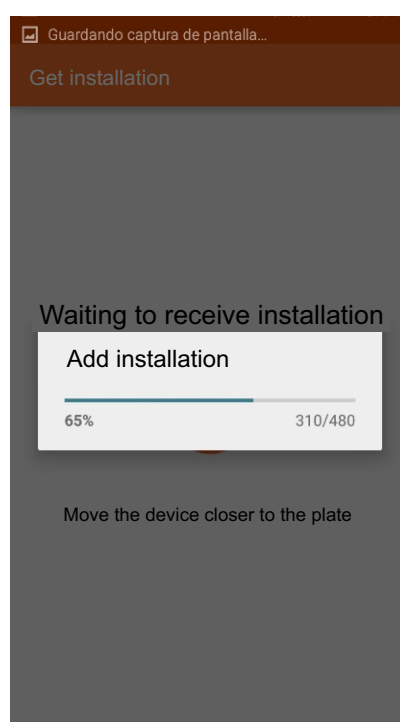 Guardando captura de pantalla...
Get installation
Waiting to receive installation
Add installation
65% 310/480
Move the device closer to the plate